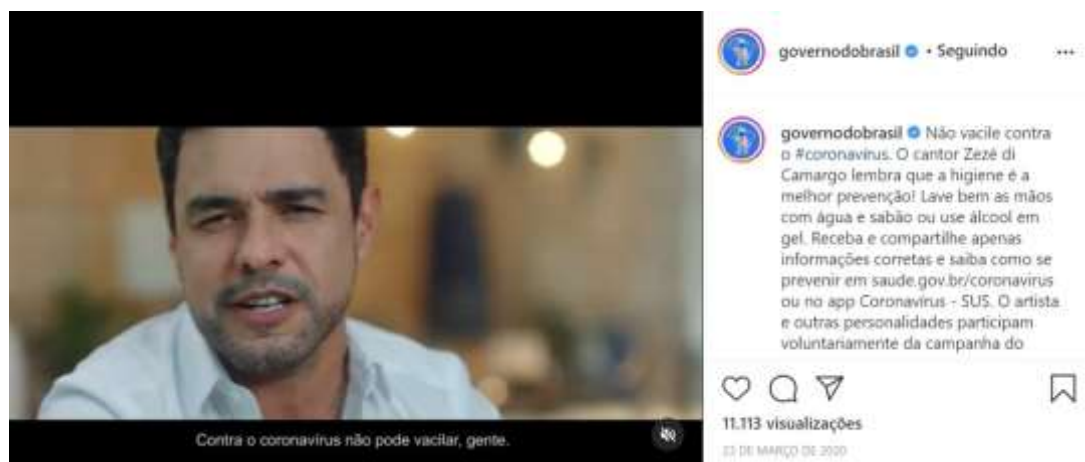 Contra o coronavírus não pode vacilar, gente.
governodobrasil • Seguindo
governodobrasil Não vacile contra
o #coronavirus. O cantor Zezé di
Camargo lembra que a higiene é a
melhor prevenção! Lave bem as mãos
com água e sabão ou use álcool em
gel. Receba e compartilhe apenas
informações corretas e saiba como se
prevenir em saude.gov.br/coronavirus
ou no app Coronavírus - SUS. O artista
e outras personalidades participam
voluntariamente da campanha do
11.113 visualizações
23 DE MARÇO DE 2020